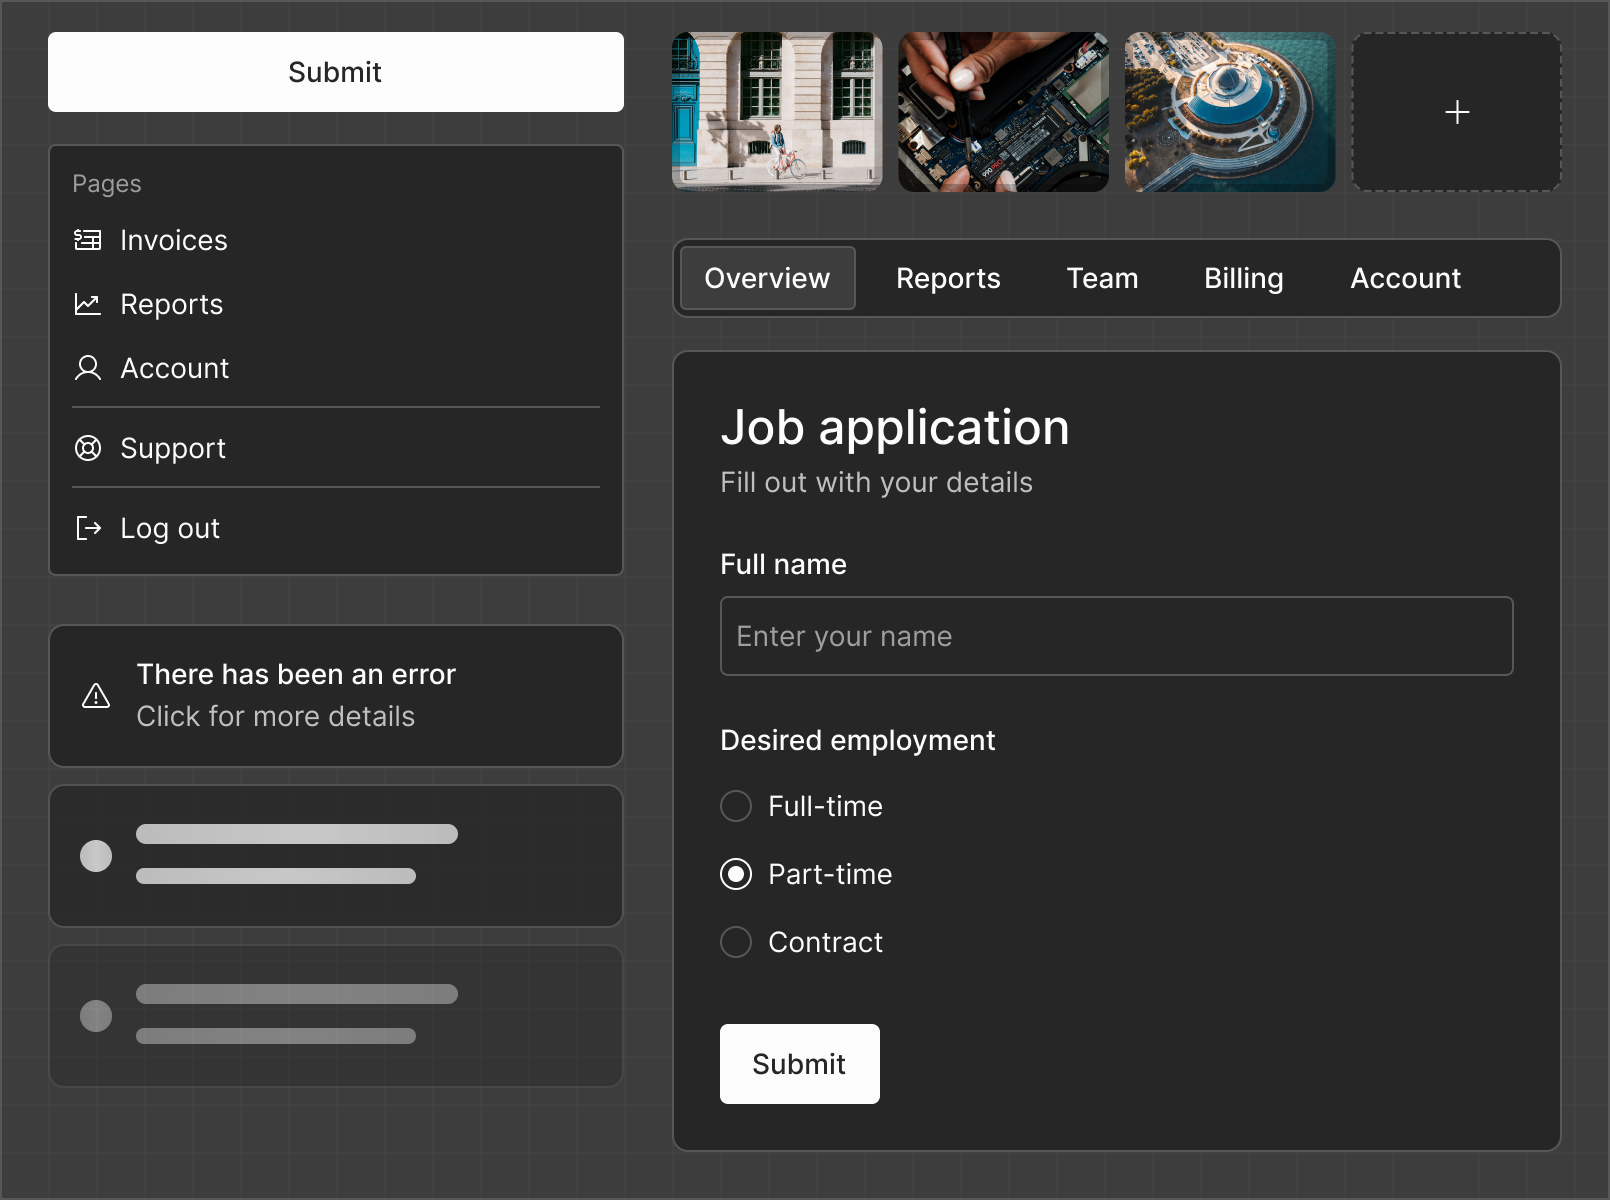 Submit
Pages
Invoices
Reports
Account
Support
Log out
There has been an error
Click for more details
Overview
Reports
Team
Billing
Account
Job application
Fill out with your details
Full name
Enter your name
Desired employment
Full-time
Part-time
Contract
Submit